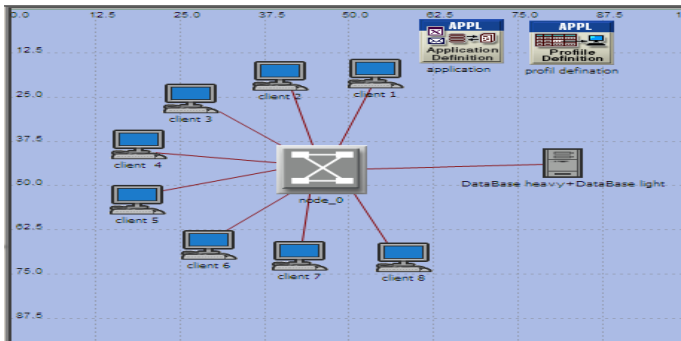 0.0 12.5 25.0 37.5 50.0 62.5 75.0 87.5
APPL
Application
Definition
application
APPL
Profile
Definition
profil defination
12.5
25.0
37.5
50.0
62.5
75.0
87.5
client 1
client 2
client 3
client 4
client 5
client 6
client 7
client 8
node_0
DataBase heavy+DataBase light